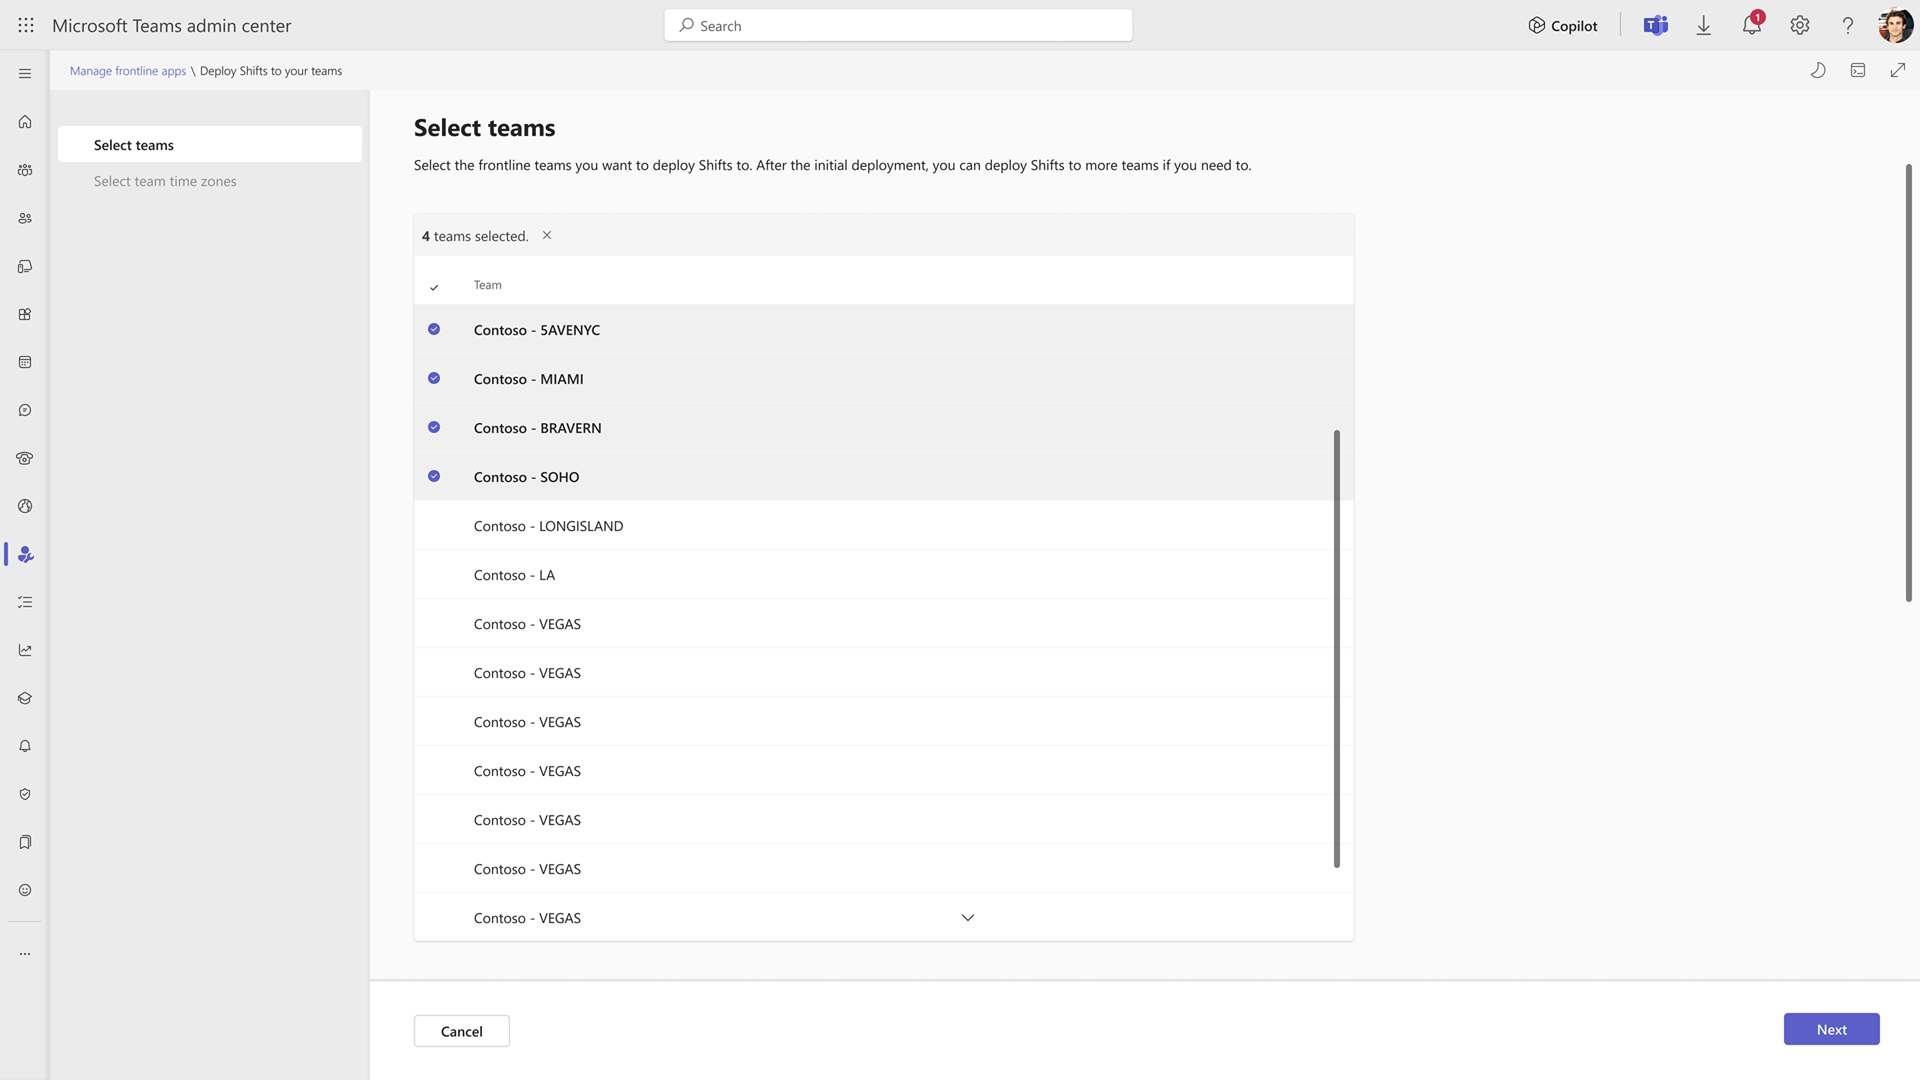 Microsoft Teams admin center
Search
Copilot
1
Manage frontline apps \ Deploy Shifts to your teams
Select teams
Select team time zones
Select teams
Select the frontline teams you want to deploy Shifts to. After the initial deployment, you can deploy Shifts to more teams if you need to.
4 teams selected.
Team
Contoso - 5AVENYC
Contoso - MIAMI
Contoso - BRAVERN
Contoso - SOHO
Contoso - LONGISLAND
Contoso - LA
Contoso - VEGAS
Contoso - VEGAS
Contoso - VEGAS
Contoso - VEGAS
Contoso - VEGAS
Contoso - VEGAS
Contoso - VEGAS
Cancel
Next